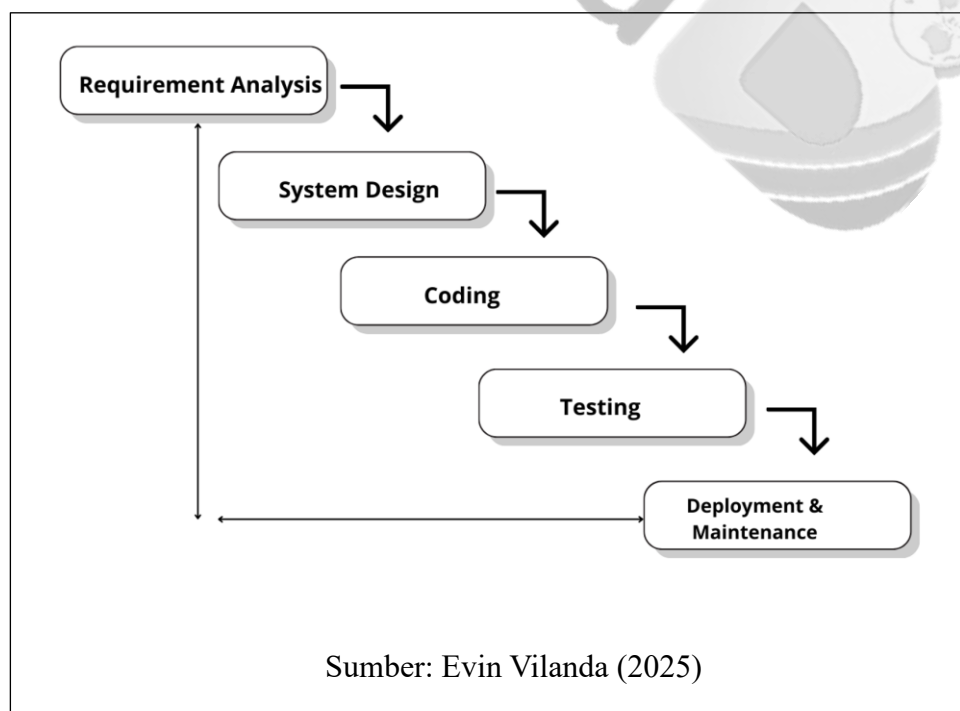 Requirement Analysis
System Design
Coding
Testing
Deployment &
Maintenance
Sumber: Evin Vilanda (2025)